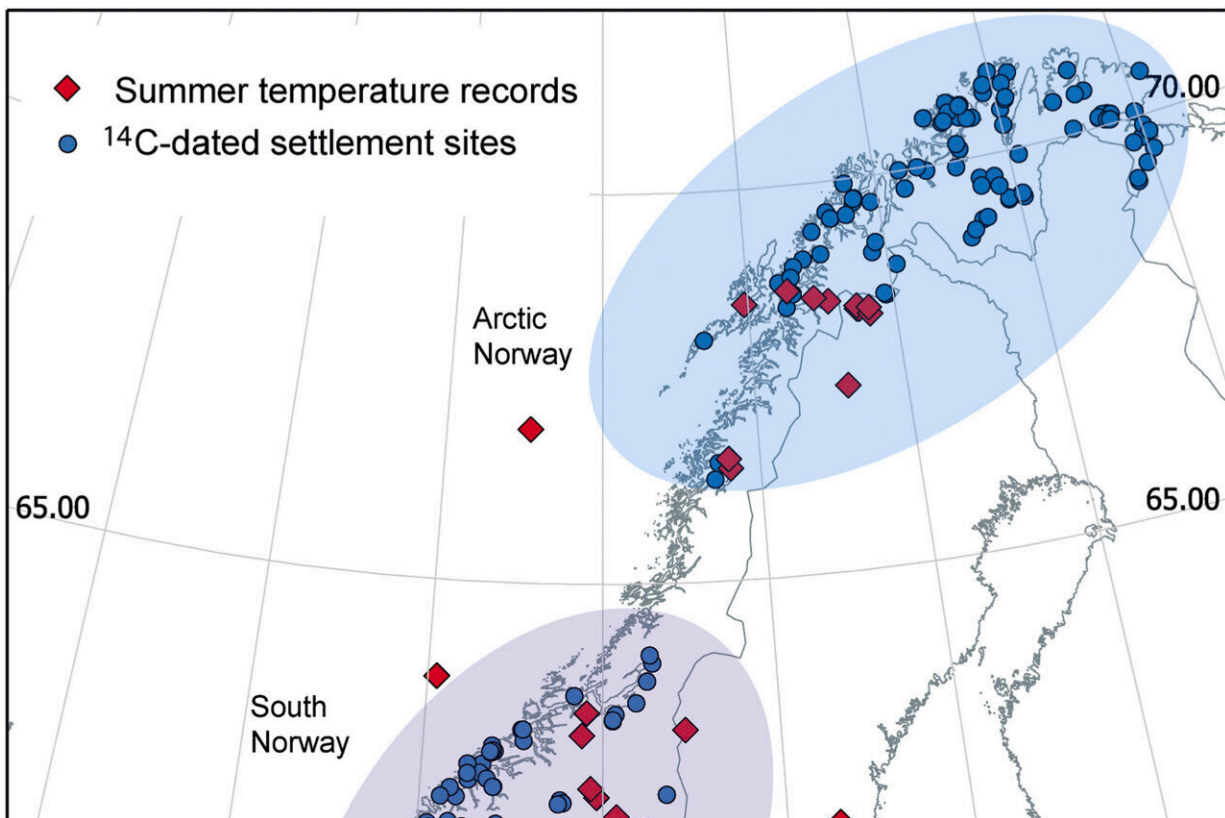 Summer temperature records
¹⁴C-dated settlement sites
70.00
Arctic
Norway
65.00
65.00
South
Norway